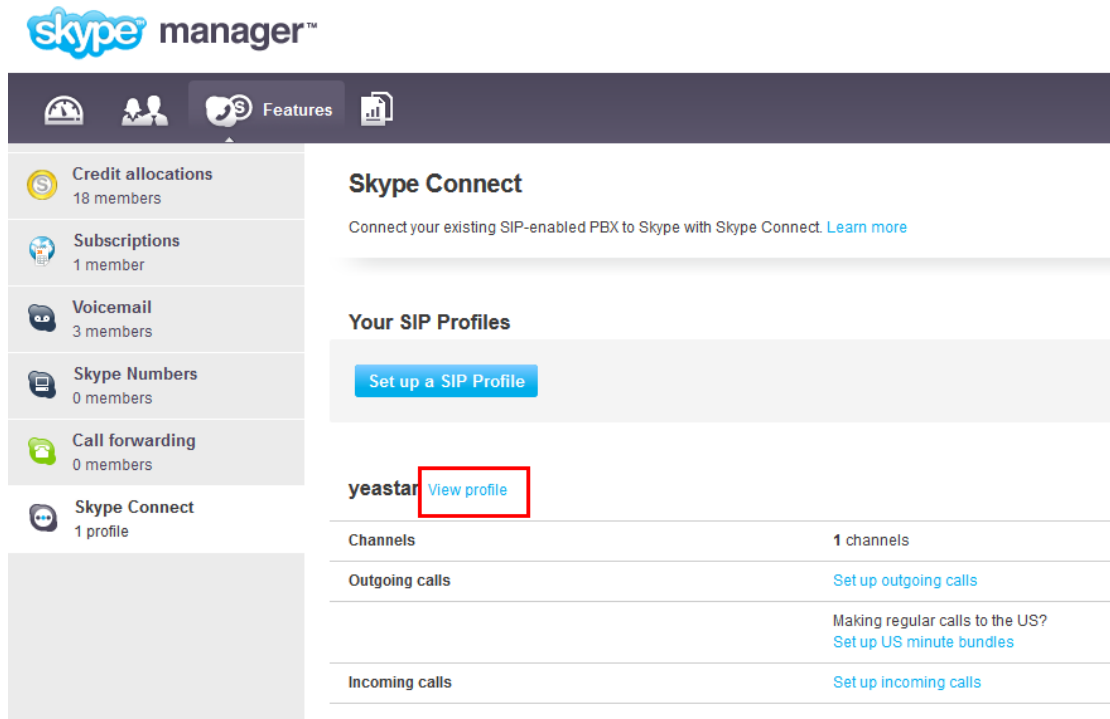 skype manager™
Features
Credit allocations
18 members
Subscriptions
1 member
Voicemail
3 members
Skype Numbers
0 members
Call forwarding
0 members
Skype Connect
1 profile
Skype Connect
Connect your existing SIP-enabled PBX to Skype with Skype Connect. Learn more
Your SIP Profiles
Set up a SIP Profile
yeastar View profile
Channels 1 channels
Outgoing calls Set up outgoing calls
Making regular calls to the US?
Set up US minute bundles
Incoming calls Set up incoming calls